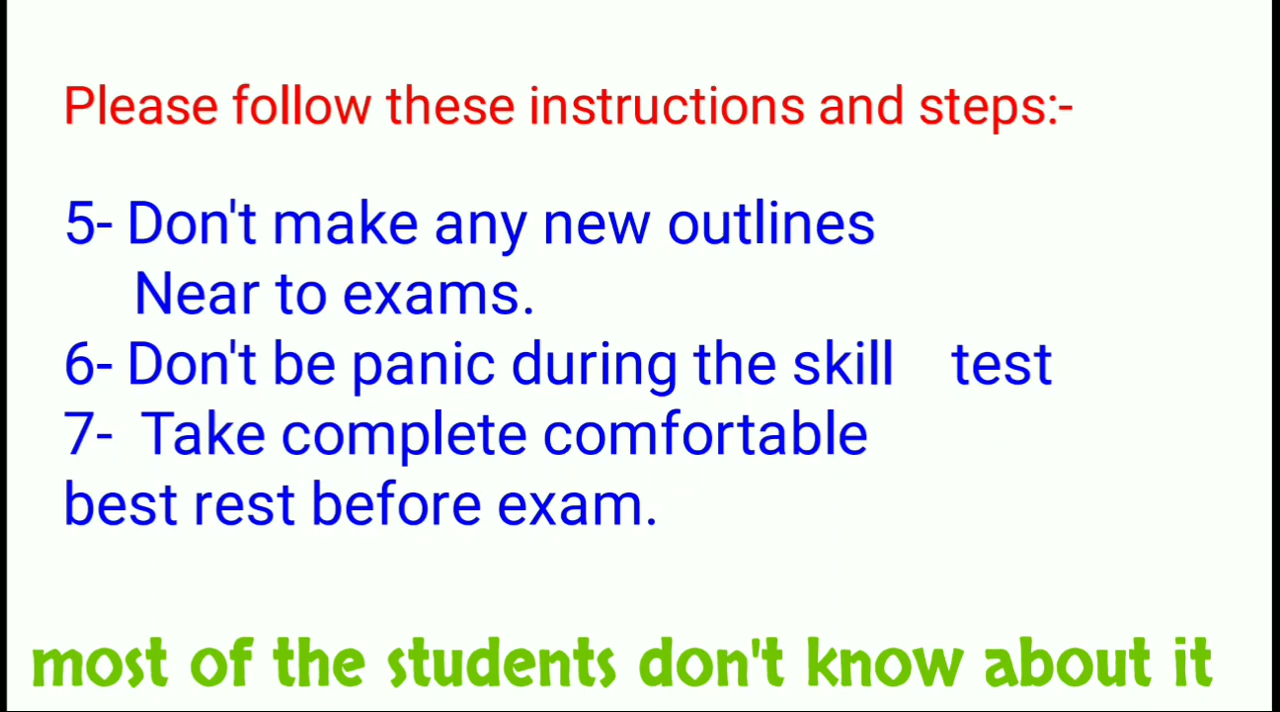 Please follow these instructions and steps:-
5- Don't make any new outlines
Near to exams.
6- Don't be panic during the skill test
7- Take complete comfortable
best rest before exam.
most of the students don't know about it